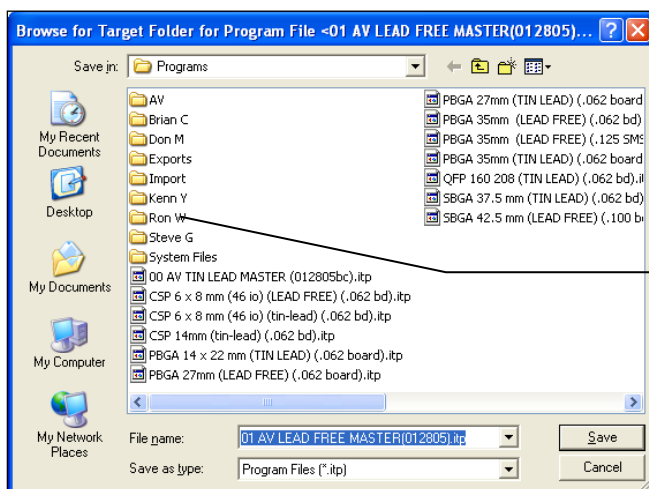 Browse for Target Folder for Program File <01 AV LEAD FREE MASTER(012805)...
Save in: Programs
My Recent
Documents
Desktop
My Documents
My Computer
My Network
Places
AV
Brian C
Don M
Exports
Import
Kenn Y
Ron W
Steve G
System Files
00 AV TIN LEAD MASTER (012805bc).itp
CSP 6 x 8 mm (46 io) (LEAD FREE) (.062 bd).itp
CSP 6 x 8 mm (46 io) (tin-lead) (.062 bd).itp
CSP 14mm (tin-lead) (.062 bd).itp
PBGA 14 x 22 mm (TIN LEAD) (.062 board).itp
PBGA 27mm (LEAD FREE) (.062 board).itp
PBGA 27mm (TIN LEAD) (.062 board
PBGA 35mm (LEAD FREE) (.062 bd)
PBGA 35mm (LEAD FREE) (.125 SMS
PBGA 35mm (TIN LEAD) (.062 board
QFP 160 208 (TIN LEAD) (.062 bd).it
SBGA 37.5 mm (TIN LEAD) (.062 bd)
SBGA 42.5 mm (LEAD FREE) (.100 b
File name: 01 AV LEAD FREE MASTER(012805).itp
Save
Save as type: Program Files (*.itp)
Cancel